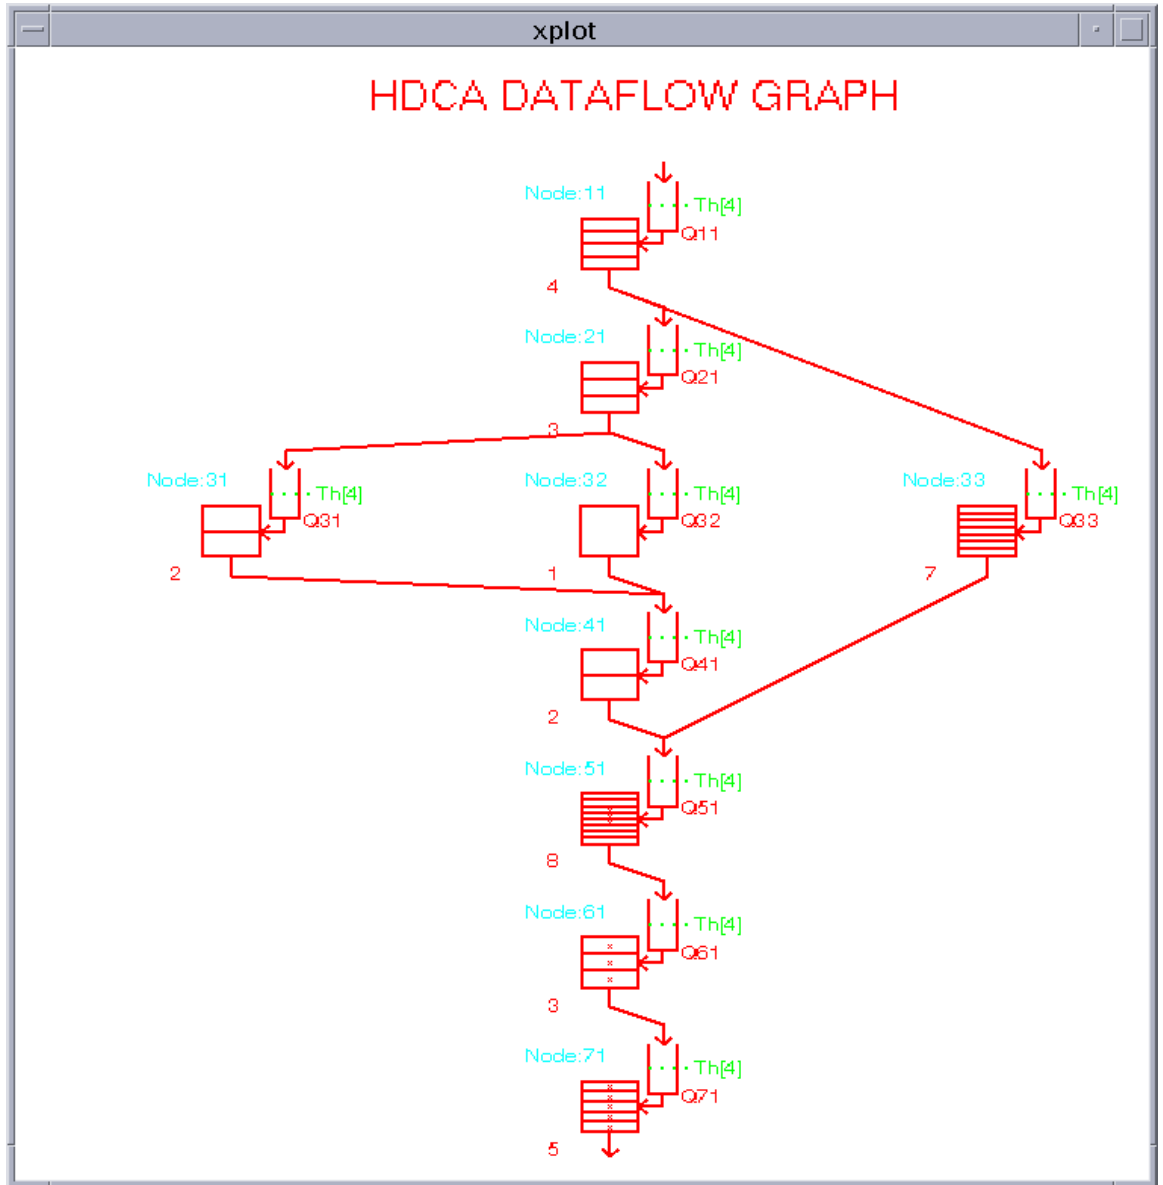 xplot
HDCA DATAFLOW GRAPH
Node:11
Th[4]
Q11
4
Node:21
Th[4]
Q21
3
Node:31
Th[4]
Q31
2
Node:32
Th[4]
Q32
1
Node:33
Th[4]
Q33
7
Node:41
Th[4]
Q41
2
Node:51
Th[4]
Q51
8
Node:61
Th[4]
Q61
3
Node:71
Th[4]
Q71
5